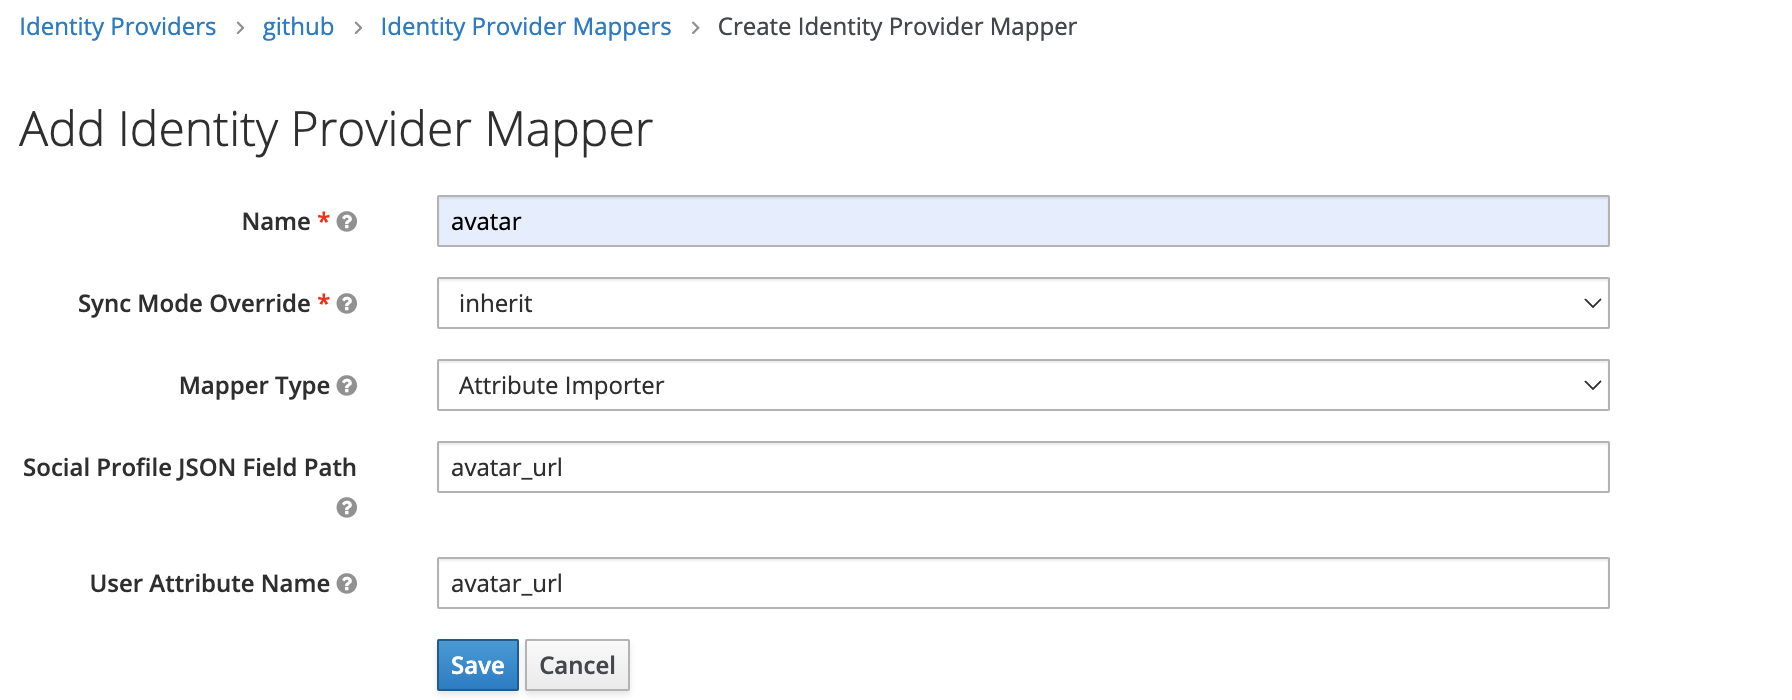 Identity Providers > github > Identity Provider Mappers > Create Identity Provider Mapper
Add Identity Provider Mapper
Name * ?
avatar
Sync Mode Override * ?
inherit
Mapper Type ?
Attribute Importer
Social Profile JSON Field Path ?
avatar_url
User Attribute Name ?
avatar_url
Save Cancel